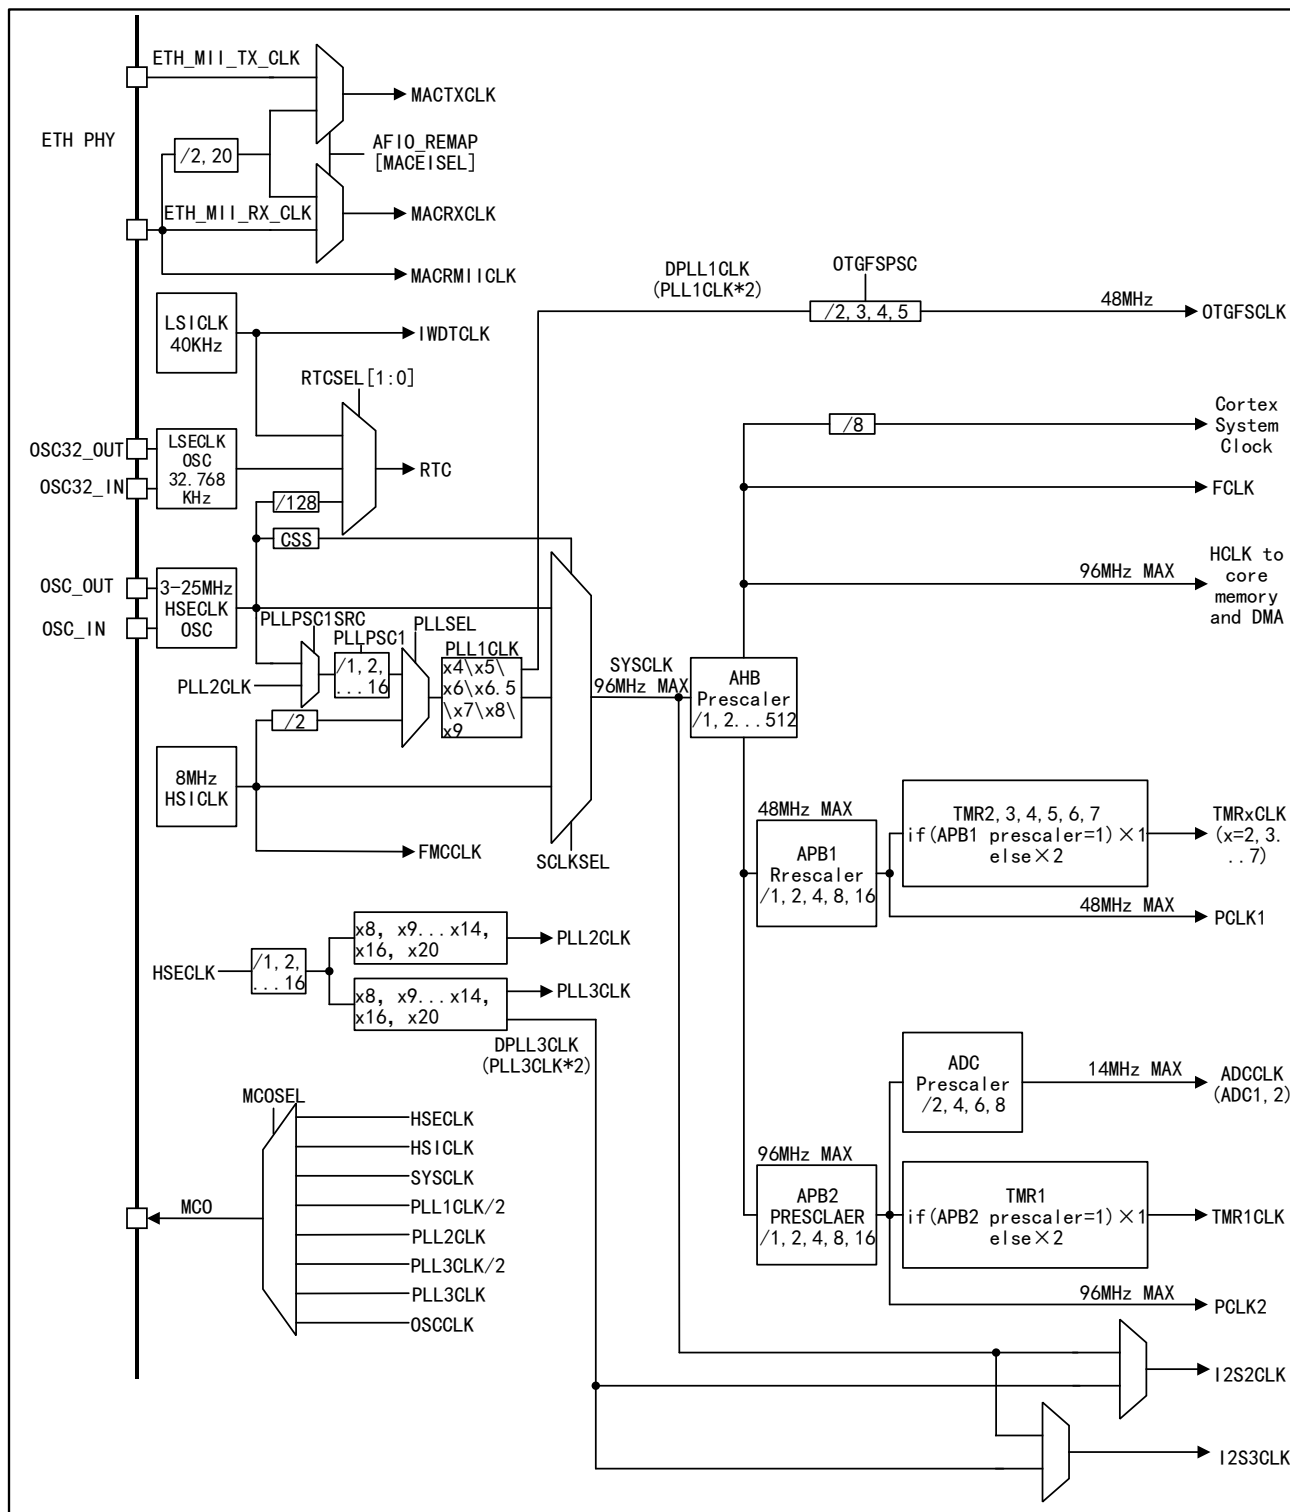 ETH_MII_TX_CLK
MACTXCLK
ETH PHY
/2,20
AFIO_REMAP
[MACEISEL]
ETH_MII_RX_CLK
MACRXCLK
MACRMIICLK
DPLL1CLK
(PLL1CLK*2)
OTGFSPSC
/2,3,4,5
48MHz
OTGFSCLK
LSICLK
40KHz
IWDTCLK
RTCSEL[1:0]
OSC32_OUT
OSC32_IN
LSECLK
OSC
32.768
KHz
RTC
/128
CSS
/8
Cortex
System
Clock
FCLK
96MHz MAX
HCLK to
core
memory
and DMA
OSC_OUT
OSC_IN
3-25MHz
HSECLK
OSC
PLLPSC1SRC
PLLPSC1
PLLSEL
PLL2CLK
/1,2,
...16
PLL1CLK
x4\x5\
x6\x6.5
\x7\x8\
x9
/2
SYSCLK
96MHz MAX
AHB
Prescaler
/1,2...512
8MHz
HSICLK
FMCCLK
SCLKSEL
48MHz MAX
APB1
Rrescaler
/1,2,4,8,16
TMR2,3,4,5,6,7
if(APB1 prescaler=1)×1
else×2
TMRxCLK
(x=2,3.
..7)
48MHz MAX
PCLK1
HSECLK
/1,2,
...16
x8, x9...x14,
x16, x20
PLL2CLK
x8, x9...x14,
x16, x20
PLL3CLK
DPLL3CLK
(PLL3CLK*2)
ADC
Prescaler
/2,4,6,8
14MHz MAX
ADCCLK
(ADC1,2)
96MHz MAX
APB2
PRESCLAER
/1,2,4,8,16
TMR1
if(APB2 prescaler=1)×1
else×2
TMR1CLK
96MHz MAX
PCLK2
MCOSEL
MCO
HSECLK
HSICLK
SYSCLK
PLL1CLK/2
PLL2CLK
PLL3CLK/2
PLL3CLK
OSCCLK
I2S2CLK
I2S3CLK